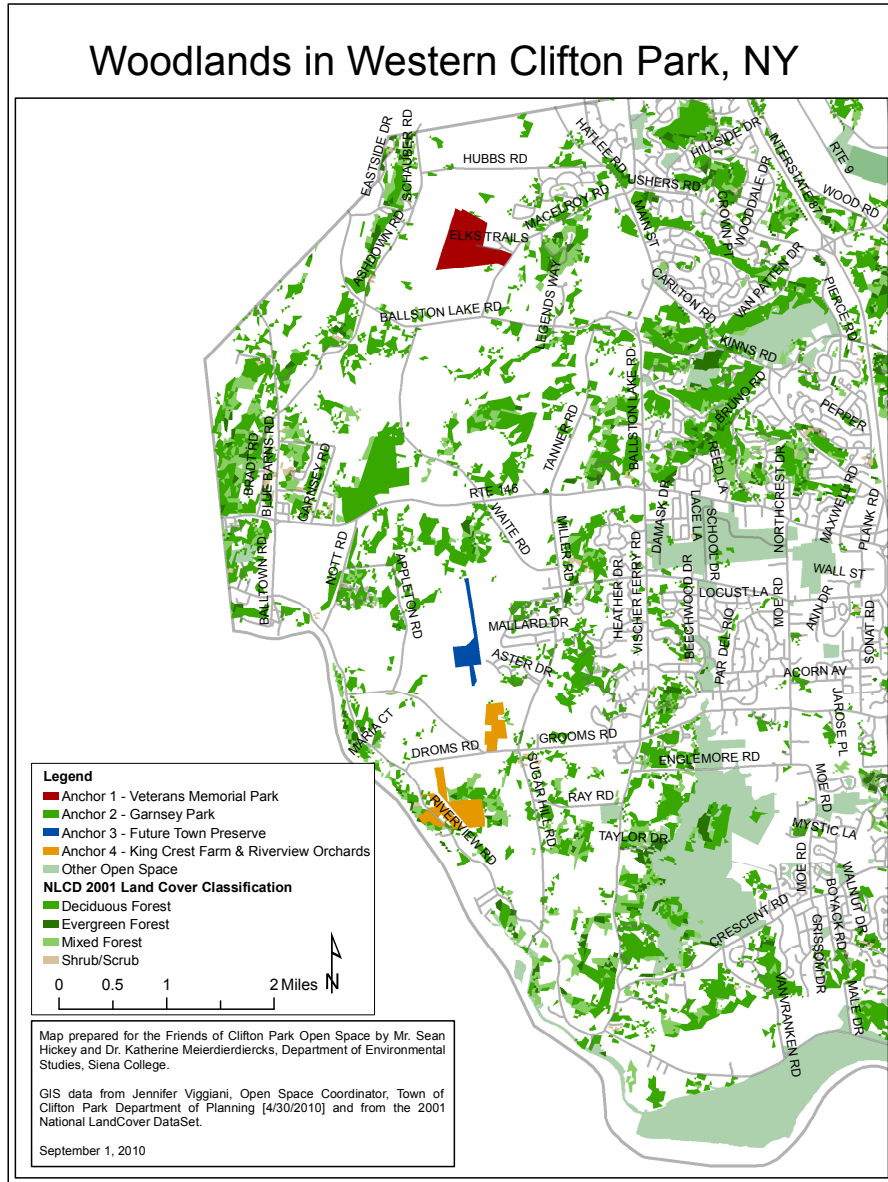 Woodlands in Western Clifton Park, NY
EASTSIDE DR
SCHAUBER RD
HUBBS RD
HATLEE RD
HILLSIDE DR
INTERSTATE 87
RTE 9
WOOD RD
USHERS RD
MACELROY RD
MAIN ST
CROWN PT
WOODDALE DR
ELKS TRAILS
ASHDOWN RD
LEGENDS WAY
CARLTON RD
VAN PATTEN DR
PIERCE RD
BALLSTON LAKE RD
KINNS RD
BALLSTON LAKE RD
BRUNO RD
PEPPER
TANNER RD
BRADT RD
BLUE BARNS RD
GARNSEY RD
REED LA
NORTHCREST DR
MAXWELL RD
PLANK RD
RTE 146
DAMASK DR
LACE LA
SCHOOL DR
WAITE RD
MILLER RD
NOTT RD
APPLETON RD
BALLTOWN RD
HEATHER DR
VISCHER FERRY RD
BEECHWOOD DR
WALL ST
LOCUST LA
MOE RD
ANN DR
SONAT RD
MALLARD DR
PAR DEL RIO
ASTER DR
ACORN AV
JAROSE PL
MARIA CT
DROMS RD
GROOMS RD
ENGLEMORE RD
SUGAR HILL RD
RAY RD
MOE RD
RIVERVIEW RD
TAYLOR DR
MYSTIC LA
MOE RD
WALNUT DR
BOYACK RD
CRESCENT RD
GRISSOM DR
MALE DR
VANVRANKEN RD
Legend
Anchor 1 - Veterans Memorial Park
Anchor 2 - Garnsey Park
Anchor 3 - Future Town Preserve
Anchor 4 - King Crest Farm & Riverview Orchards
Other Open Space
NLCD 2001 Land Cover Classification
Deciduous Forest
Evergreen Forest
Mixed Forest
Shrub/Scrub
N
0 0.5 1 2 Miles
Map prepared for the Friends of Clifton Park Open Space by Mr. Sean
Hickey and Dr. Katherine Meierdierdiercks, Department of Environmental
Studies, Siena College.
GIS data from Jennifer Viggiani, Open Space Coordinator, Town of
Clifton Park Department of Planning [4/30/2010] and from the 2001
National LandCover DataSet.
September 1, 2010